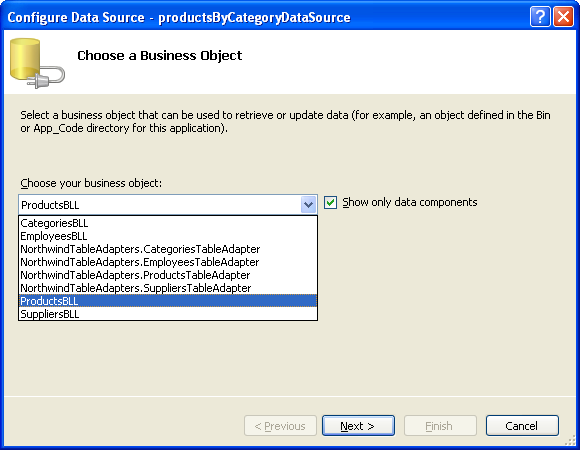 Configure Data Source - productsByCategoryDataSource
Choose a Business Object
Select a business object that can be used to retrieve or update data (for example, an object defined in the Bin
or App_Code directory for this application).
Choose your business object:
ProductsBLL
Show only data components
CategoriesBLL
EmployeesBLL
NorthwindTableAdapters.CategoriesTableAdapter
NorthwindTableAdapters.EmployeesTableAdapter
NorthwindTableAdapters.ProductsTableAdapter
NorthwindTableAdapters.SuppliersTableAdapter
ProductsBLL
SuppliersBLL
< Previous
Next >
Finish
Cancel